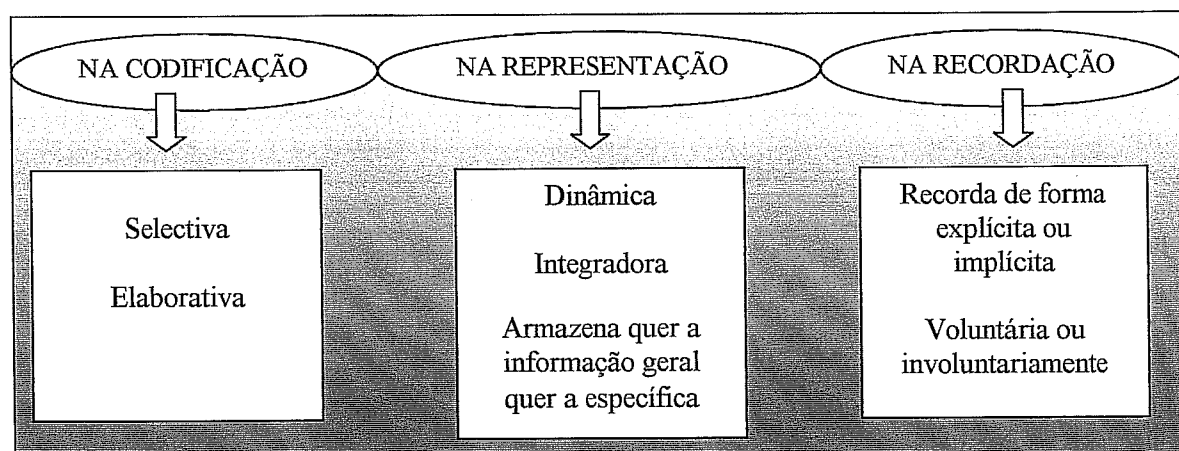 NA CODIFICAÇÃO
NA REPRESENTAÇÃO
NA RECORDAÇÃO
Selectiva
Elaborativa
Dinâmica
Integradora
Armazena quer a
informação geral
quer a específica
Recorda de forma
explícita ou
implícita
Voluntária ou
involuntariamente